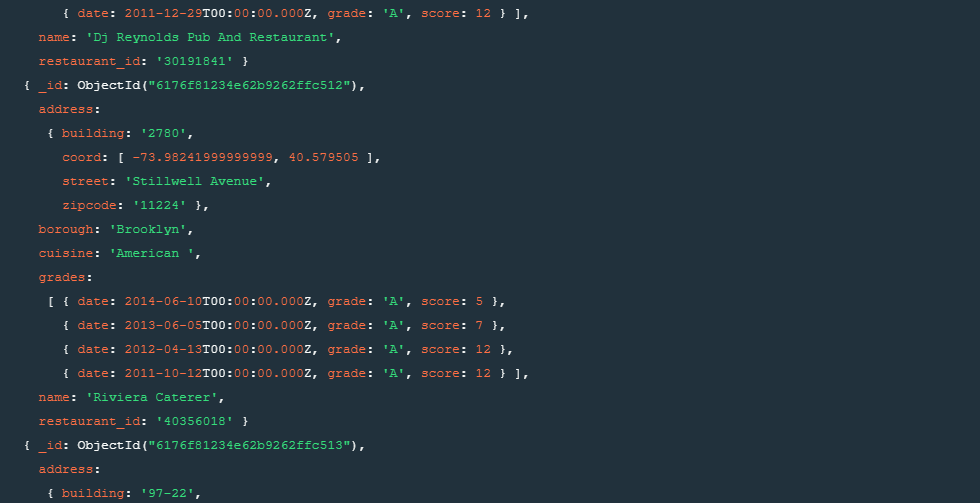 { date: 2011-12-29T00:00:00.000Z, grade: 'A', score: 12 } ],
name: 'Dj Reynolds Pub And Restaurant',
restaurant_id: '30191841' }
{ _id: ObjectId("6176f81234e62b9262ffc512"),
address:
{ building: '2780',
coord: [ -73.98241999999999, 40.579505 ],
street: 'Stillwell Avenue',
zipcode: '11224' },
borough: 'Brooklyn',
cuisine: 'American ',
grades:
[ { date: 2014-06-10T00:00:00.000Z, grade: 'A', score: 5 },
{ date: 2013-06-05T00:00:00.000Z, grade: 'A', score: 7 },
{ date: 2012-04-13T00:00:00.000Z, grade: 'A', score: 12 },
{ date: 2011-10-12T00:00:00.000Z, grade: 'A', score: 12 } ],
name: 'Riviera Caterer',
restaurant_id: '40356018' }
{ _id: ObjectId("6176f81234e62b9262ffc513"),
address:
{ building: '97-22',